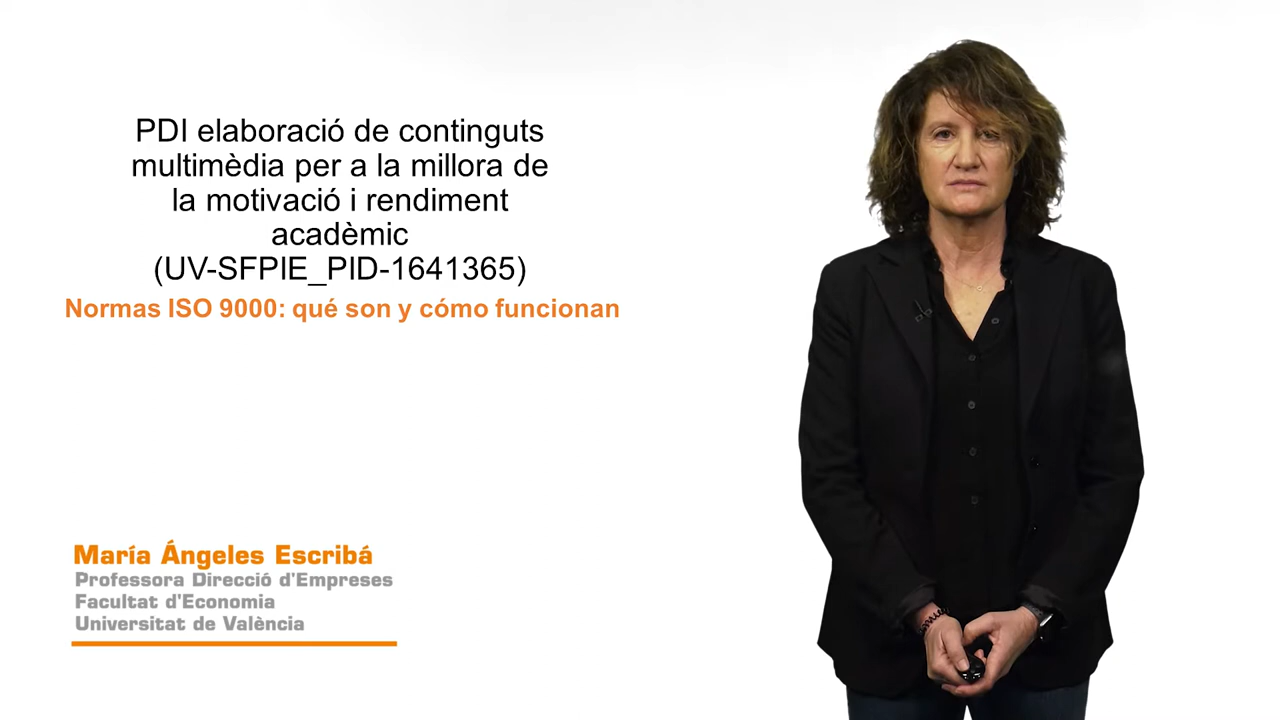 PDI elaboració de continguts
multimèdia per a la millora de
la motivació i rendiment
acadèmic
(UV-SFPIE_PID-1641365)
Normas ISO 9000: qué son y cómo funcionan
María Ángeles Escribá
Professora Direcció d'Empreses
Facultat d'Economia
Universitat de València